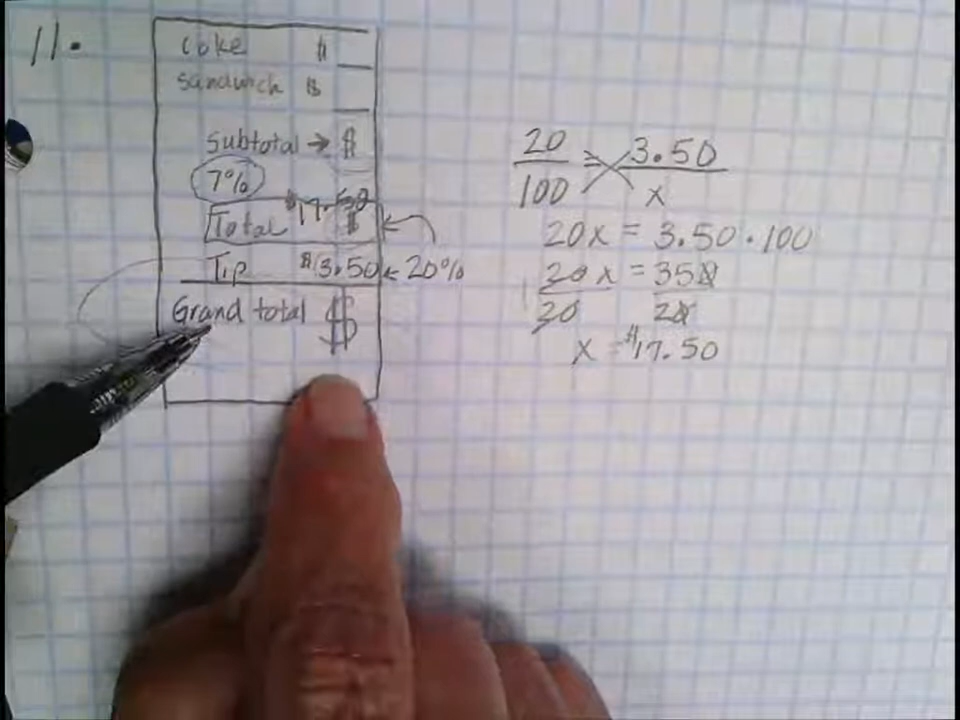 11.
Coke $
Sandwich $
Subtotal → $
7%
Total $17.50 $
Tip $3.50 ← 20%
Grand total $
20/100 = 3.50/x
20x = 3.50 · 100
20x/20 = 350/20
x = $17.50